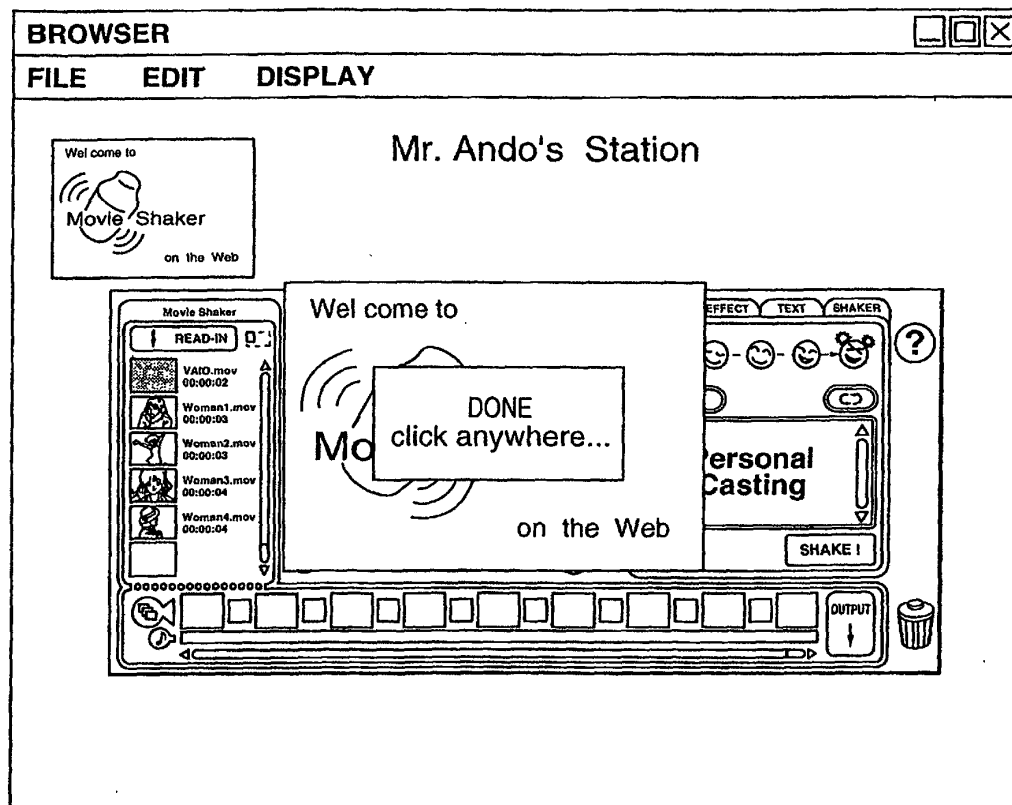 BROWSER
FILE EDIT DISPLAY
Mr. Ando's Station
Wel come to
Movie Shaker
on the Web
Movie Shaker
READ-IN
VAIO.mov
00:00:02
Woman1.mov
00:00:03
Woman2.mov
00:00:03
Woman3.mov
00:00:04
Woman4.mov
00:00:04
Wel come to
Mo
DONE
click anywhere...
on the Web
EFFECT TEXT SHAKER
?
ersonal
Casting
SHAKE !
OUTPUT